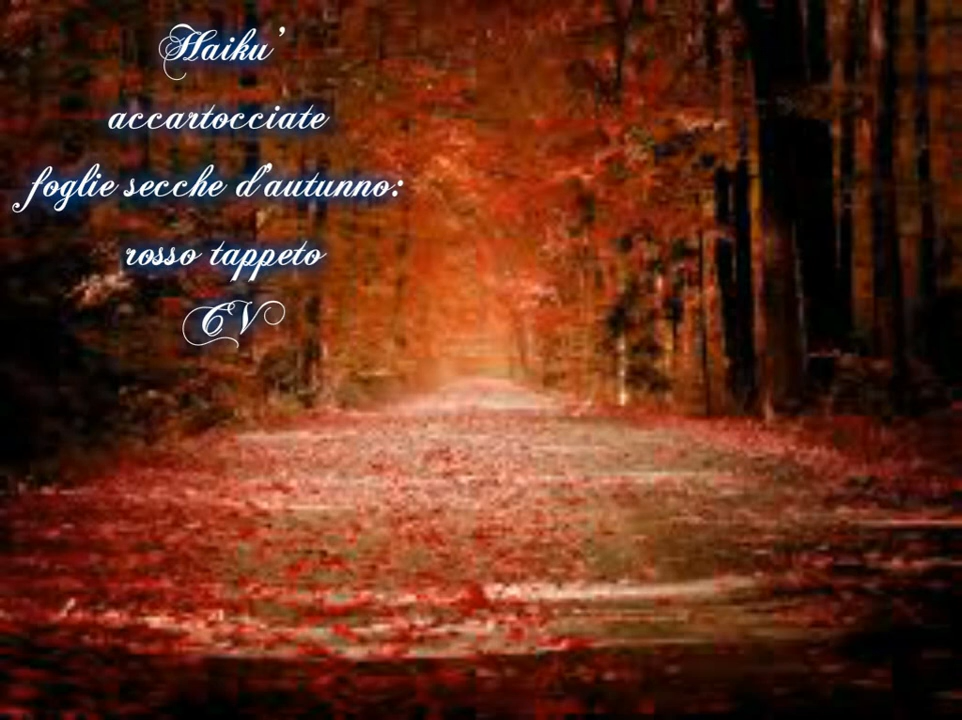 Haiku'
accartocciate
foglie secche d'autunno:
rosso tappeto
CV